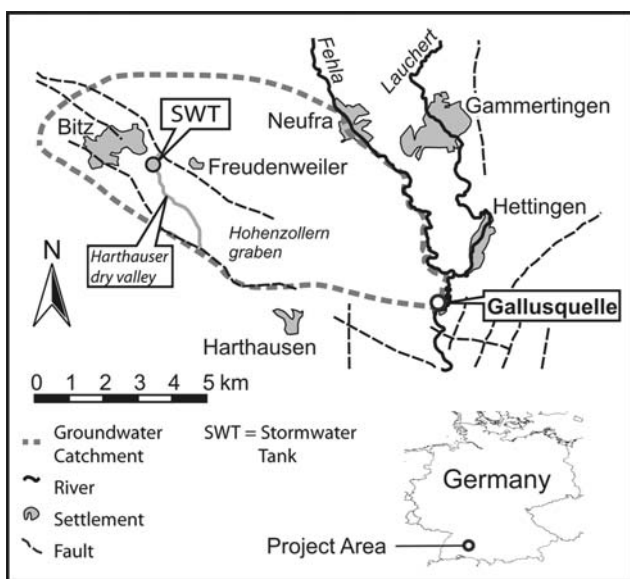 Fehla
Lauchert
Bitz
SWT
Neufra
Gammertingen
Freudenweiler
Hettingen
Harthauser
dry valley
Hohenzollern
graben
N
Gallusquelle
Harthausen
0 1 2 3 4 5 km
Groundwater
Catchment
SWT = Stormwater
Tank
River
Settlement
Fault
Germany
Project Area